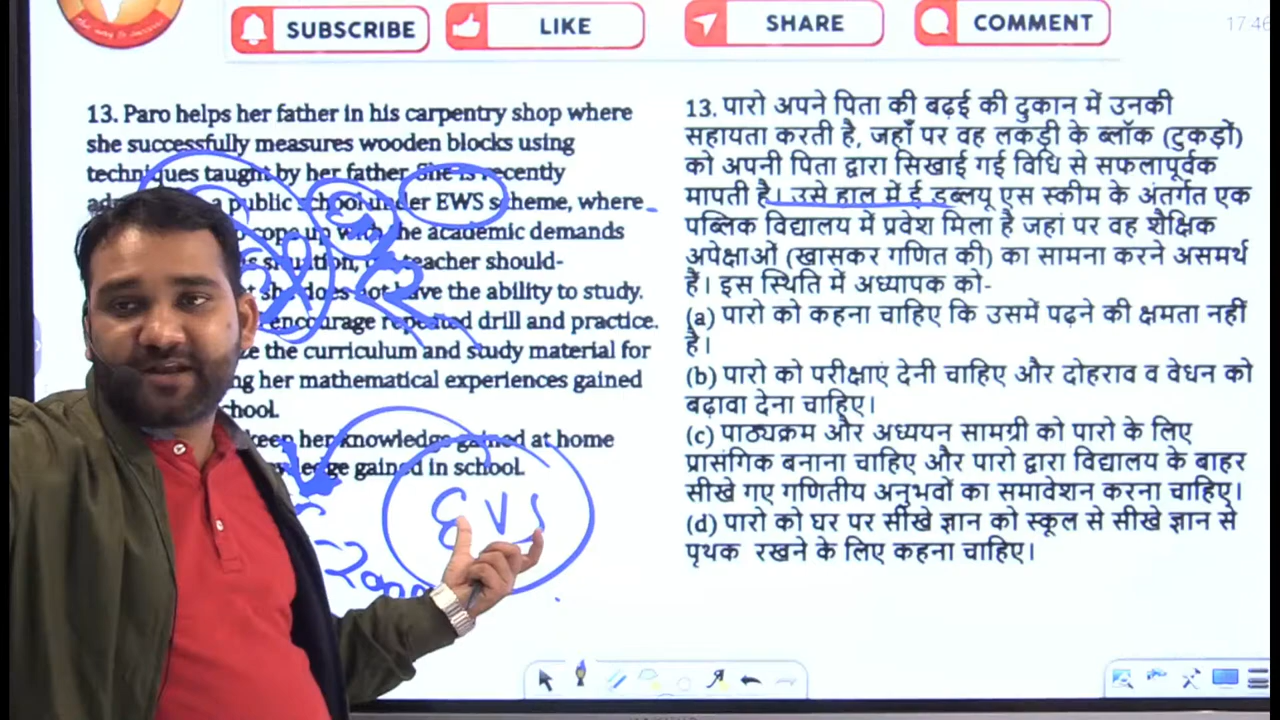 SUBSCRIBE
LIKE
SHARE
COMMENT
17:46
13. Paro helps her father in his carpentry shop where
she successfully measures wooden blocks using
techniques taught by her father. She is recently
a public school under EWS scheme, where
cope up with the academic demands
situation, teacher should-
she does not have the ability to study.
encourage repeated drill and practice.
the curriculum and study material for
her mathematical experiences gained
keep her knowledge gained at home
gained in school.
EVS
13. पारो अपने पिता की बढ़ई की दुकान में उनकी
सहायता करती है, जहाँ पर वह लकड़ी के ब्लॉक (टुकड़ों)
को अपनी पिता द्वारा सिखाई गई विधि से सफलापूर्वक
मापती है। उसे हाल में ई डब्लयू एस स्कीम के अंतर्गत एक
पब्लिक विद्यालय में प्रवेश मिला है जहां पर वह शैक्षिक
अपेक्षाओं (खासकर गणित की) का सामना करने असमर्थ
हैं। इस स्थिति में अध्यापक को-
(a) पारो को कहना चाहिए कि उसमें पढ़ने की क्षमता नहीं
है।
(b) पारो को परीक्षाएं देनी चाहिए और दोहराव व वेधन को
बढ़ावा देना चाहिए।
(c) पाठ्यक्रम और अध्ययन सामग्री को पारो के लिए
प्रासंगिक बनाना चाहिए और पारो द्वारा विद्यालय के बाहर
सीखे गए गणितीय अनुभवों का समावेशन करना चाहिए।
(d) पारो को घर पर सीखे ज्ञान को स्कूल से सीखे ज्ञान से
पृथक रखने के लिए कहना चाहिए।